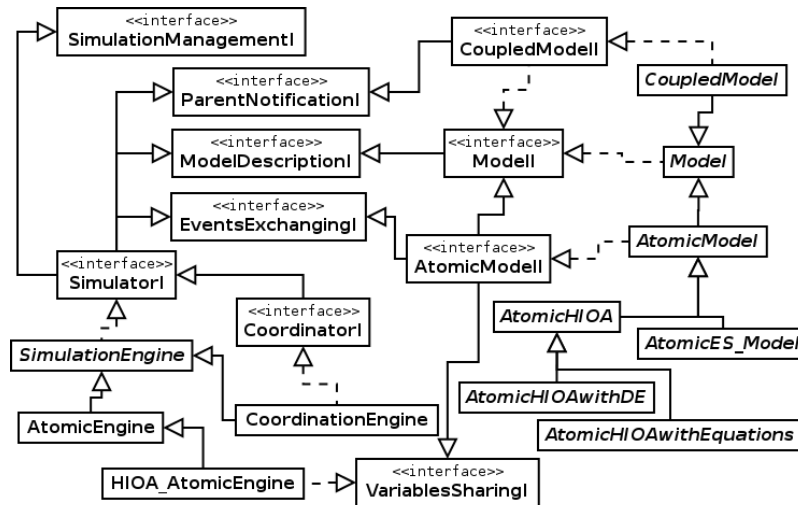 <<interface>>
SimulationManagementI
<<interface>>
CoupledModelI
CoupledModel
<<interface>>
ParentNotificationI
<<interface>>
ModelDescriptionI
<<interface>>
ModelI
Model
<<interface>>
EventsExchangingI
<<interface>>
AtomicModelI
AtomicModel
<<interface>>
SimulatorI
<<interface>>
CoordinatorI
AtomicHIOA
AtomicES_Model
SimulationEngine
AtomicHIOAwithDE
CoordinationEngine
AtomicEngine
AtomicHIOAwithEquations
HIOA_AtomicEngine
<<interface>>
VariablesSharingI